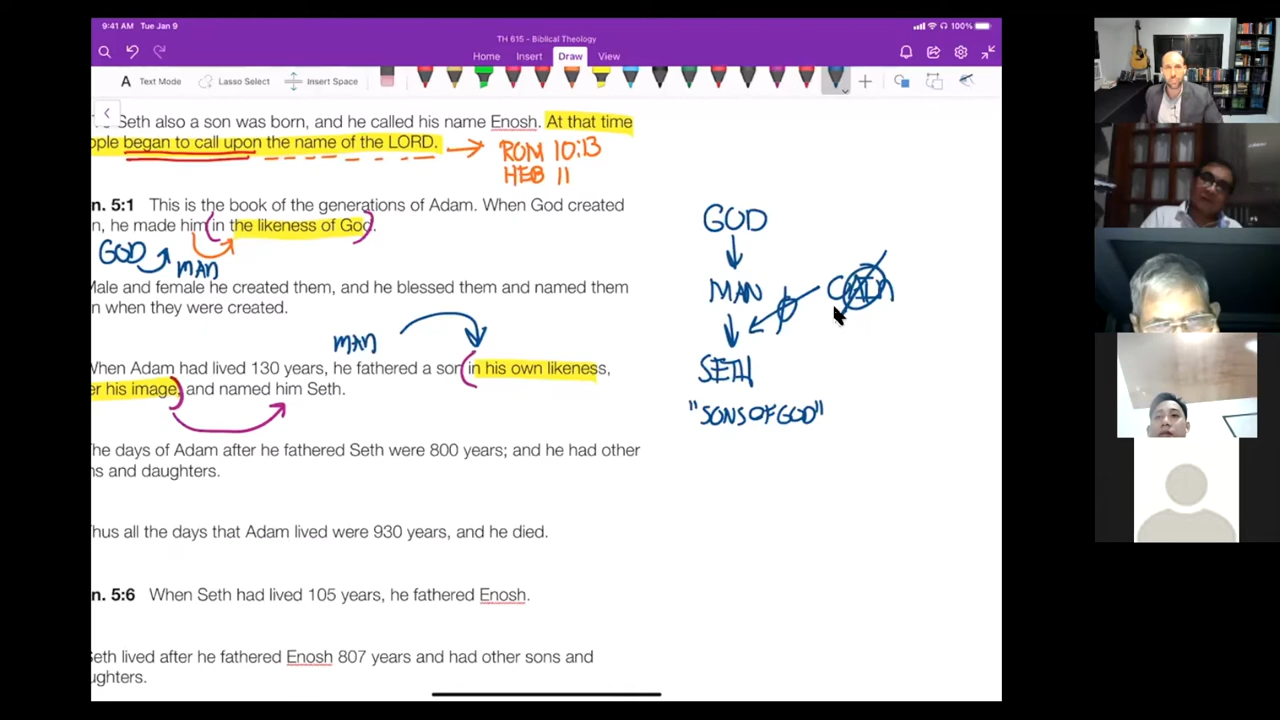 9:41 AM Tue Jan 9
100%
TH 615 - Biblical Theology
Home Insert Draw View
Text Mode Lasso Select Insert Space
Seth also a son was born, and he called his name Enosh. At that time
ople began to call upon the name of the LORD.
ROM 10:13
HEB 11
n. 5:1 This is the book of the generations of Adam. When God created
n, he made him in the likeness of God.
GOD
MAN
Male and female he created them, and he blessed them and named them
n when they were created.
MAN
When Adam had lived 130 years, he fathered a son in his own likeness,
er his image, and named him Seth.
The days of Adam after he fathered Seth were 800 years; and he had other
ns and daughters.
Thus all the days that Adam lived were 930 years, and he died.
n. 5:6 When Seth had lived 105 years, he fathered Enosh.
Seth lived after he fathered Enosh 807 years and had other sons and
ughters.
GOD
MAN
CAIN
SETH
"SONS OF GOD"